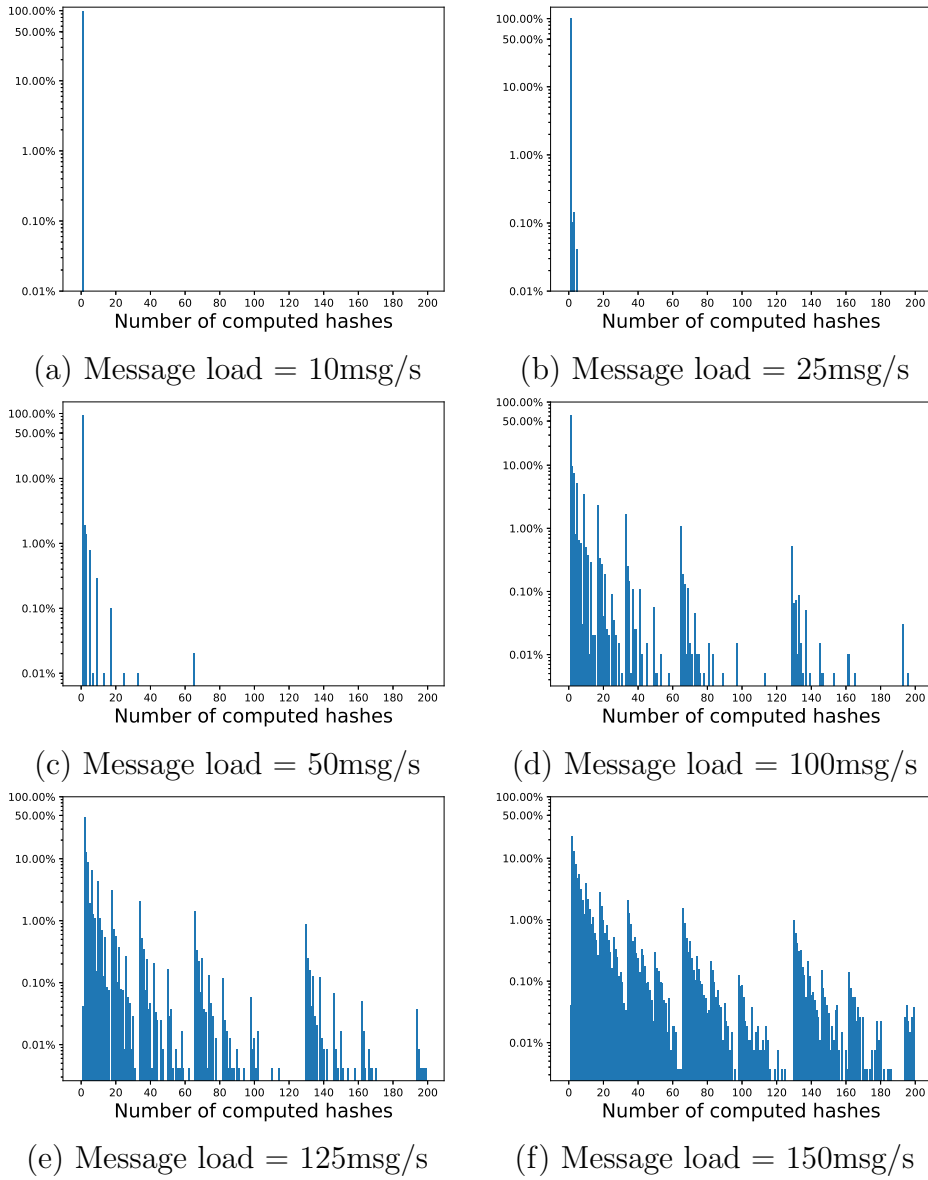 100.00%
50.00%
10.00%
1.00%
0.10%
0.01%
0 20 40 60 80 100 120 140 160 180 200
Number of computed hashes
(a) Message load = 10msg/s
100.00%
50.00%
10.00%
1.00%
0.10%
0.01%
0 20 40 60 80 100 120 140 160 180 200
Number of computed hashes
(b) Message load = 25msg/s
100.00%
50.00%
10.00%
1.00%
0.10%
0.01%
0 20 40 60 80 100 120 140 160 180 200
Number of computed hashes
(c) Message load = 50msg/s
100.00%
50.00%
10.00%
1.00%
0.10%
0.01%
0 20 40 60 80 100 120 140 160 180 200
Number of computed hashes
(d) Message load = 100msg/s
100.00%
50.00%
10.00%
1.00%
0.10%
0.01%
0 20 40 60 80 100 120 140 160 180 200
Number of computed hashes
(e) Message load = 125msg/s
100.00%
50.00%
10.00%
1.00%
0.10%
0.01%
0 20 40 60 80 100 120 140 160 180 200
Number of computed hashes
(f) Message load = 150msg/s